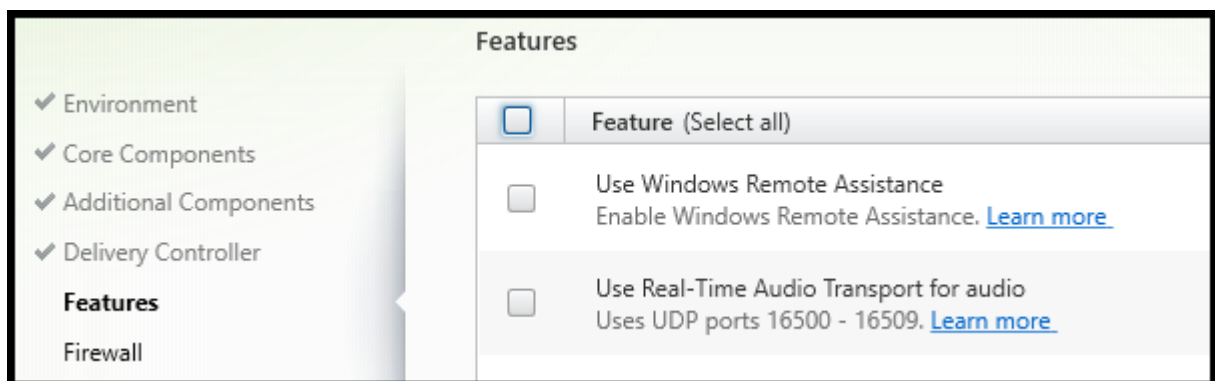 Features
Environment
Core Components
Additional Components
Delivery Controller
Features
Firewall
Feature (Select all)
Use Windows Remote Assistance
Enable Windows Remote Assistance. Learn more
Use Real-Time Audio Transport for audio
Uses UDP ports 16500 - 16509. Learn more